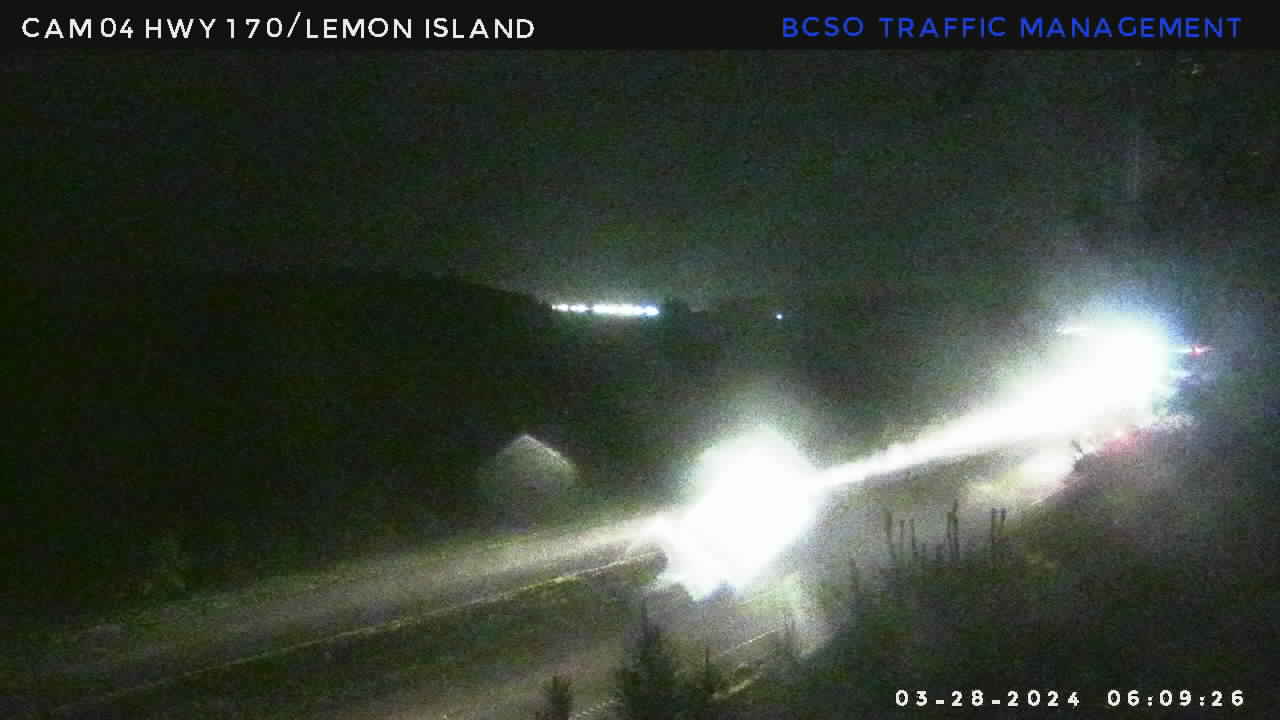 CAM04 HWY 170/LEMON ISLAND
BCSO TRAFFIC MANAGEMENT
03-28-2024 06:09:26